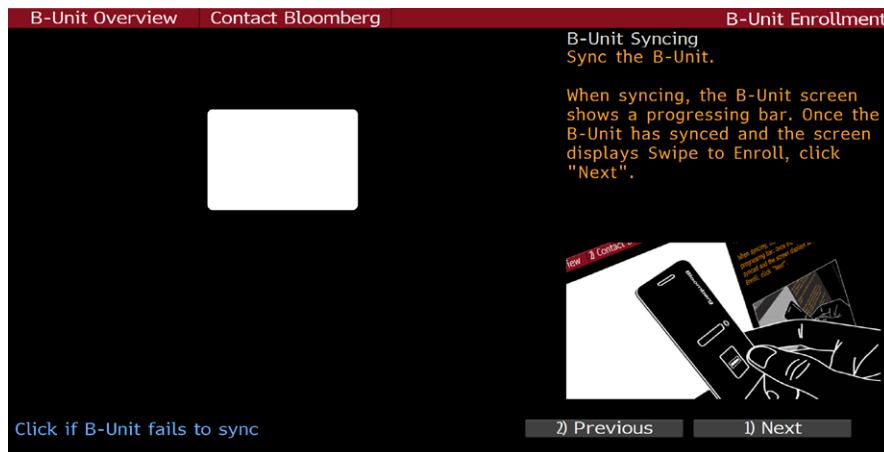 B-Unit Overview
Contact Bloomberg
B-Unit Enrollment
B-Unit Syncing
Sync the B-Unit.
When syncing, the B-Unit screen
shows a progressing bar. Once the
B-Unit has synced and the screen
displays Swipe to Enroll, click
"Next".
Bloomberg
Click if B-Unit fails to sync
2) Previous
1) Next